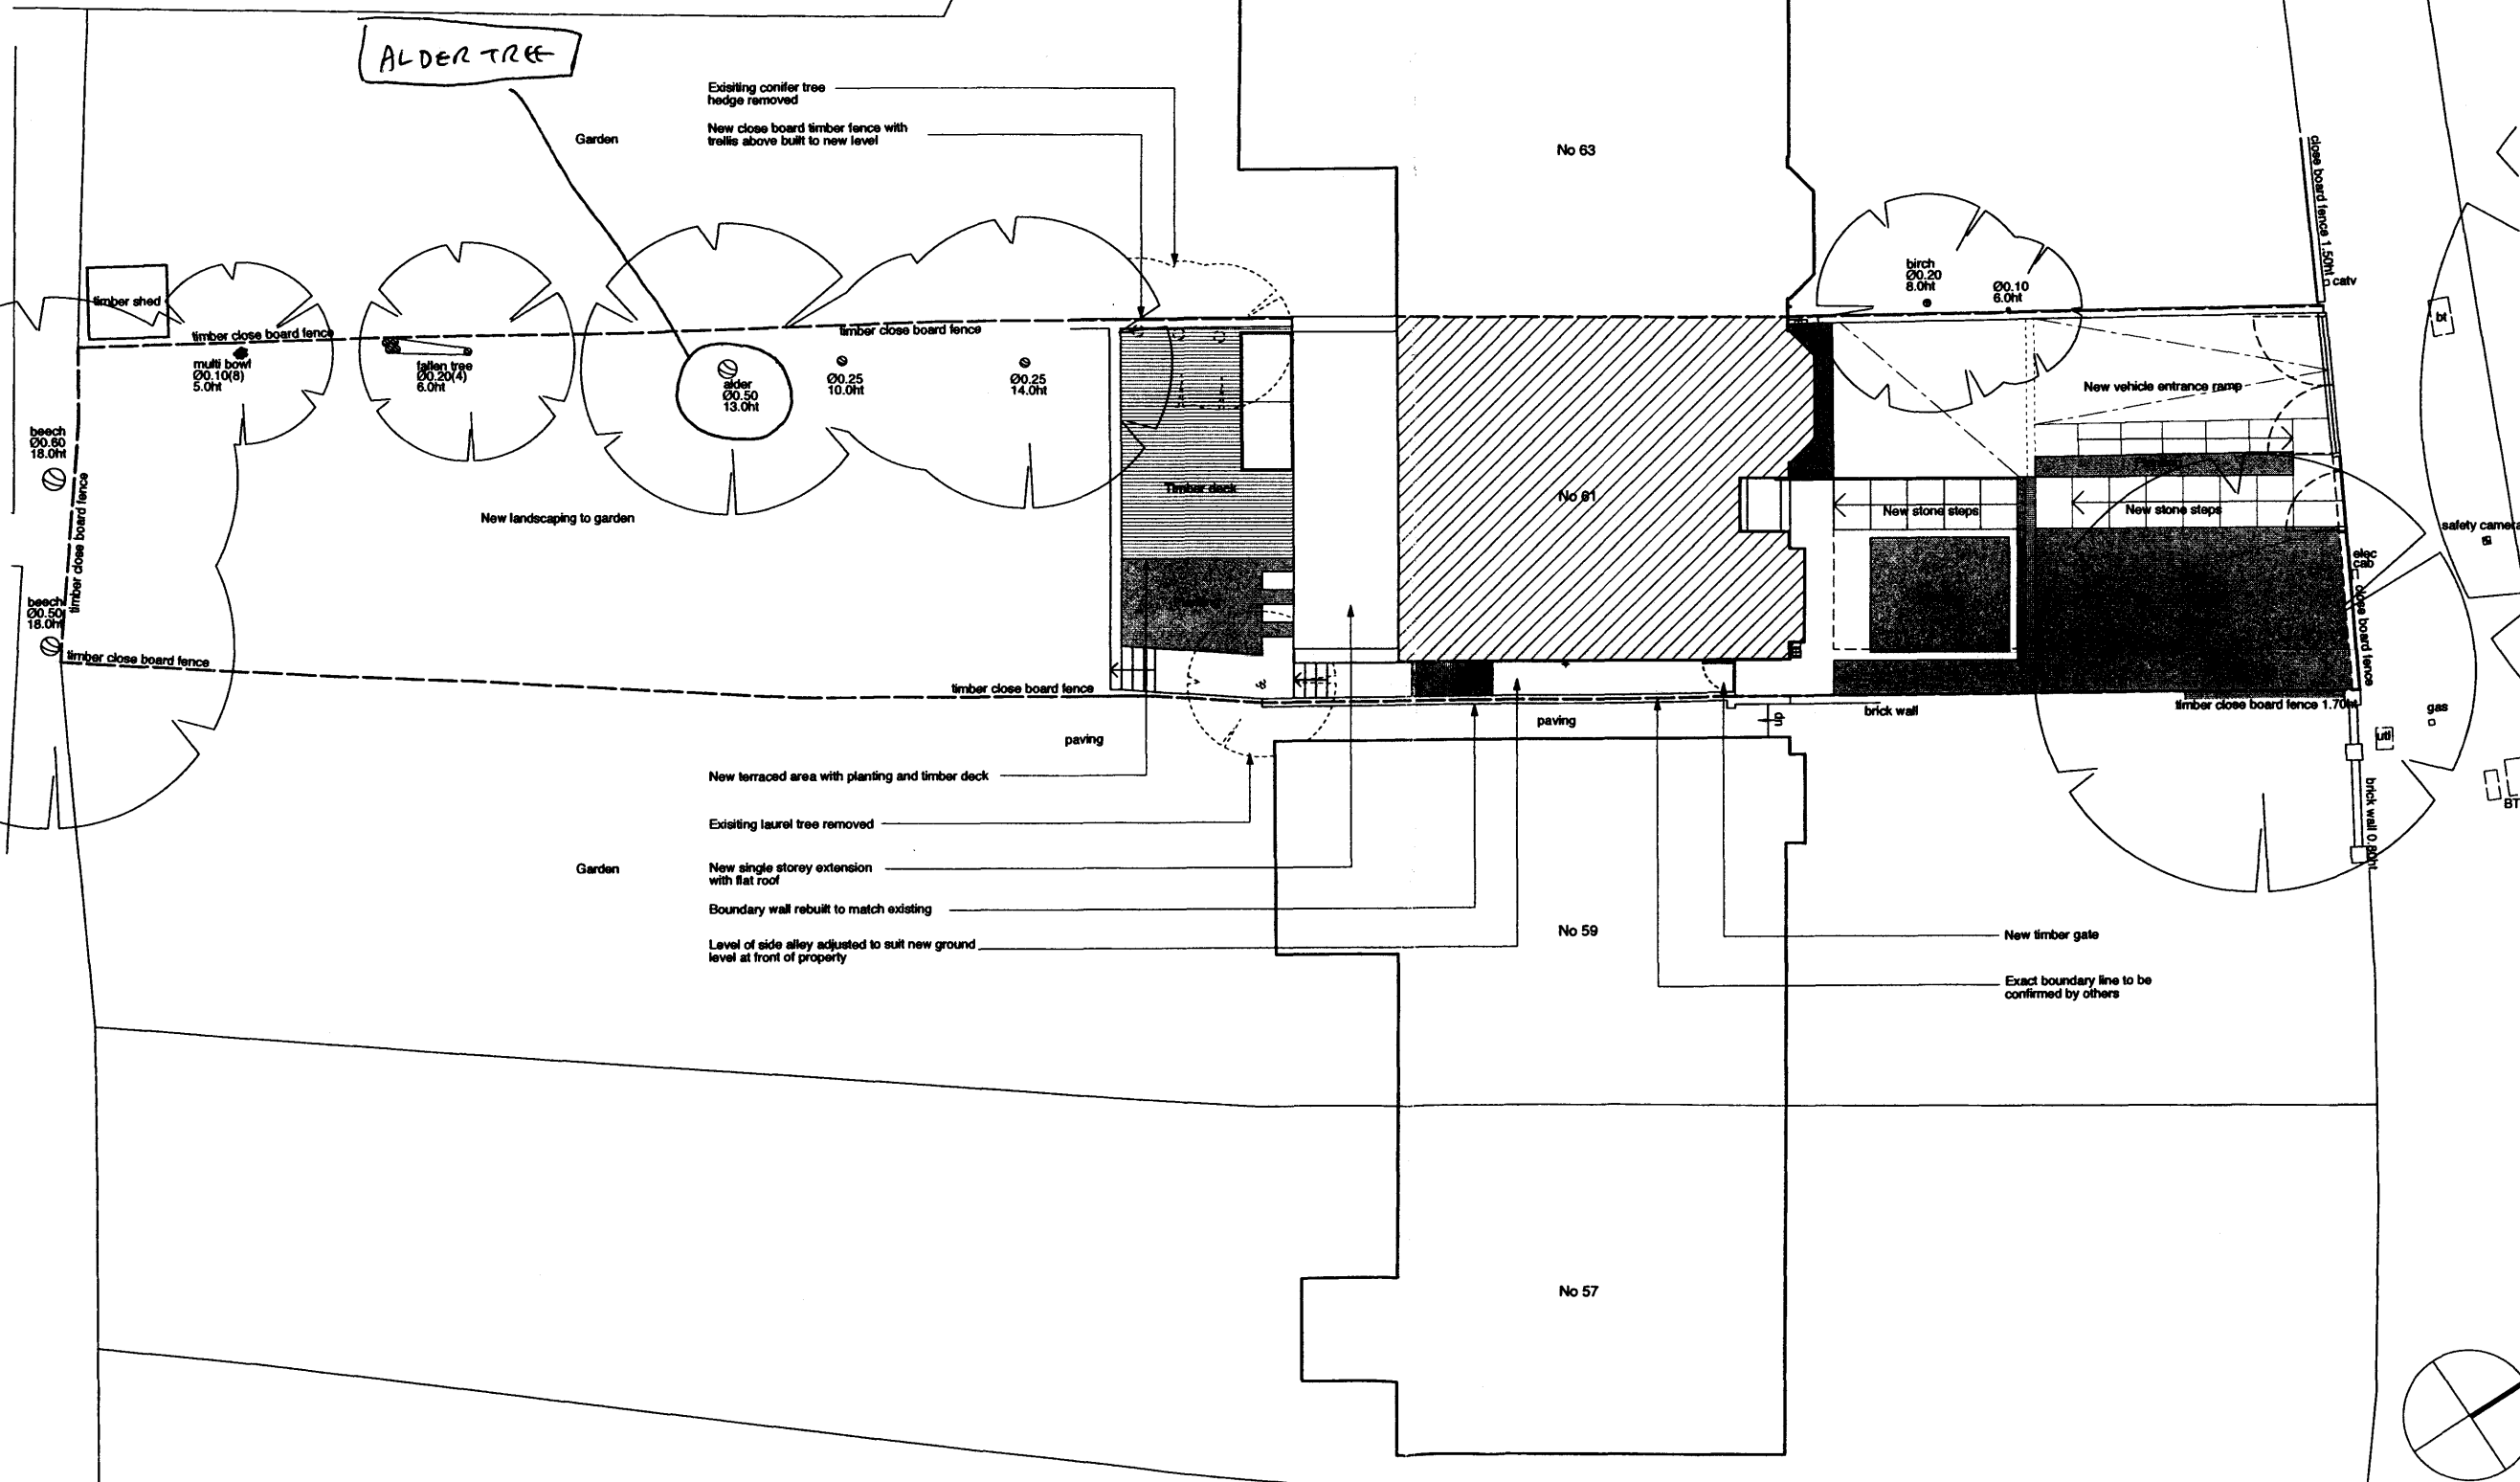 ALDER TREE
Exisiting conifer tree
hedge removed
New close board timber fence with
trellis above built to new level
Garden
No 63
close board fence 1.50ht
catv
bt
birch
Ø0.20
8.0ht
Ø0.10
6.0ht
timber shed
timber close board fence
timber close board fence
multi bowl
Ø0.10(8)
5.0ht
fallen tree
Ø0.20(4)
6.0ht
alder
Ø0.50
13.0ht
Ø0.25
10.0ht
Ø0.25
14.0ht
New vehicle entrance ramp
beech
Ø0.60
18.0ht
timber close board fence
Timber deck
No 61
New stone steps
New stone steps
New landscaping to garden
safety camera
elec
cab
close board fence
beech
Ø0.50
18.0ht
timber close board fence
timber close board fence
timber close board fence 1.70ht
gas
utl
brick wall
dn
paving
paving
New terraced area with planting and timber deck
Exisiting laurel tree removed
Garden
New single storey extension
with flat roof
Boundary wall rebuilt to match existing
Level of side alley adjusted to suit new ground
level at front of property
brick wall 0.80ht
BT
No 59
New timber gate
Exact boundary line to be
confirmed by others
No 57